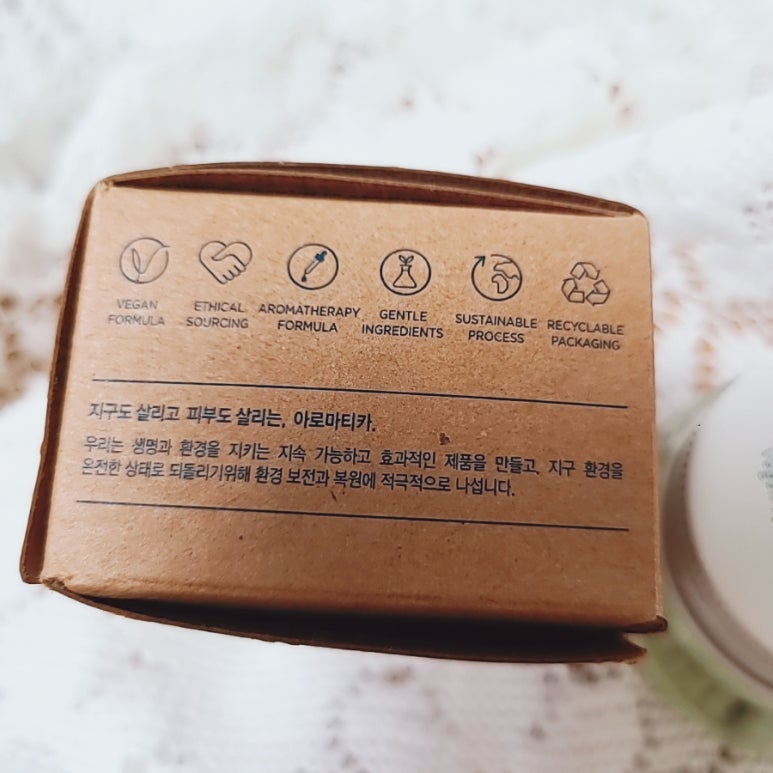 VEGAN FORMULA
ETHICAL SOURCING
AROMATHERAPY FORMULA
GENTLE INGREDIENTS
SUSTAINABLE PROCESS
RECYCLABLE PACKAGING
지구도 살리고 피부도 살리는, 아로마티카.
우리는 생명과 환경을 지키는 지속 가능하고 효과적인 제품을 만들고, 지구 환경을
온전한 상태로 되돌리기위해 환경 보전과 복원에 적극적으로 나섭니다.